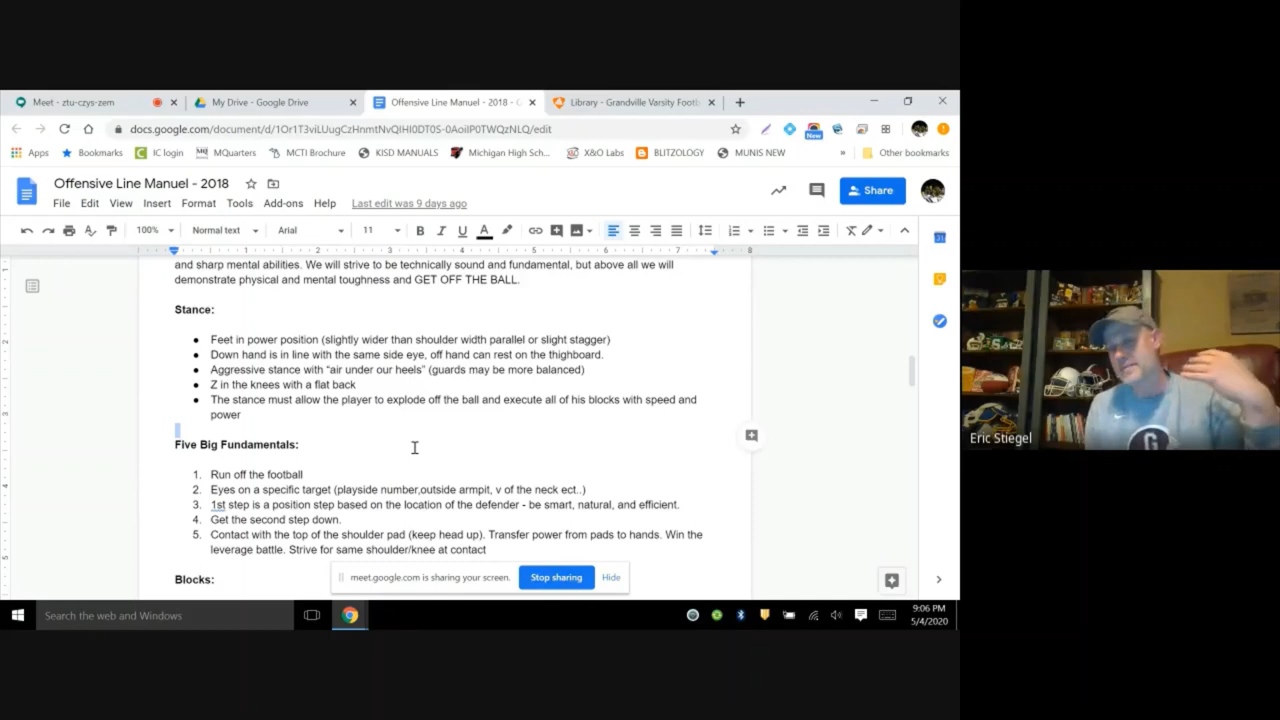 Meet - ztu-czys-zem
My Drive - Google Drive
Offensive Line Manuel - 2018 - G
Library - Grandville Varsity Footb
docs.google.com/document/d/1Or1T3viLUugCzHnmtNvQIHI0DT0S-0AoilP0TWQzNLQ/edit
New
Apps
Bookmarks
IC login
MQuarters
MCTI Brochure
KISD MANUALS
Michigan High Sch...
X&O Labs
BLITZOLOGY
MUNIS NEW
»
Other bookmarks
Offensive Line Manuel - 2018
Share
File Edit View Insert Format Tools Add-ons Help Last edit was 9 days ago
100% Normal text Arial 11 B I U A
1 2 3 4 5 6 7 8
and sharp mental abilities. We will strive to be technically sound and fundamental, but above all we will
demonstrate physical and mental toughness and GET OFF THE BALL.
Stance:
● Feet in power position (slightly wider than shoulder width parallel or slight stagger)
● Down hand is in line with the same side eye, off hand can rest on the thighboard.
● Aggressive stance with “air under our heels” (guards may be more balanced)
● Z in the knees with a flat back
● The stance must allow the player to explode off the ball and execute all of his blocks with speed and
power
Five Big Fundamentals:
1. Run off the football
2. Eyes on a specific target (playside number,outside armpit, v of the neck ect..)
3. 1st step is a position step based on the location of the defender - be smart, natural, and efficient.
4. Get the second step down.
5. Contact with the top of the shoulder pad (keep head up). Transfer power from pads to hands. Win the
leverage battle. Strive for same shoulder/knee at contact
Blocks:
meet.google.com is sharing your screen.
Stop sharing
Hide
Search the web and Windows
9:06 PM
5/4/2020
Eric Stiegel
G